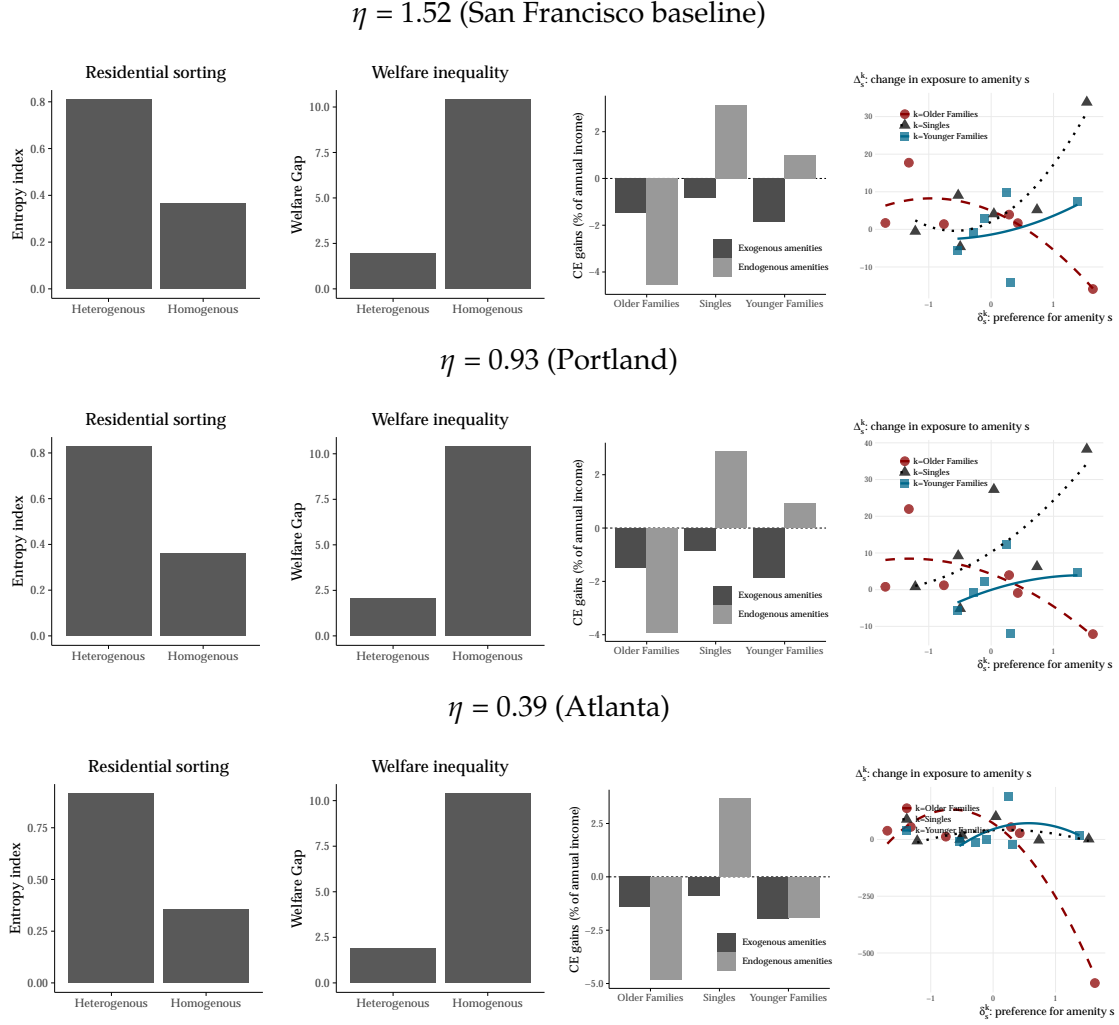 η = 1.52 (San Francisco baseline)
Residential sorting
Entropy index
0.8
0.6
0.4
0.2
0.0
Heterogenous Homogenous
Welfare inequality
Welfare Gap
10.0
7.5
5.0
2.5
0.0
Heterogenous Homogenous
CE gains (% of annual income)
2
0
−2
−4
Exogenous amenities
Endogenous amenities
Older Families Singles Younger Families
Δₛᵏ: change in exposure to amenity s
30
20
10
0
−10
k=Older Families
k=Singles
k=Younger Families
−1 0 1
δₛᵏ: preference for amenity s
η = 0.93 (Portland)
Residential sorting
Entropy index
0.8
0.6
0.4
0.2
0.0
Heterogenous Homogenous
Welfare inequality
Welfare Gap
10.0
7.5
5.0
2.5
0.0
Heterogenous Homogenous
CE gains (% of annual income)
2
0
−2
−4
Exogenous amenities
Endogenous amenities
Older Families Singles Younger Families
Δₛᵏ: change in exposure to amenity s
40
30
20
10
0
−10
k=Older Families
k=Singles
k=Younger Families
−1 0 1
δₛᵏ: preference for amenity s
η = 0.39 (Atlanta)
Residential sorting
Entropy index
0.75
0.50
0.25
0.00
Heterogenous Homogenous
Welfare inequality
Welfare Gap
10.0
7.5
5.0
2.5
0.0
Heterogenous Homogenous
CE gains (% of annual income)
2.5
0.0
−2.5
−5.0
Exogenous amenities
Endogenous amenities
Older Families Singles Younger Families
Δₛᵏ: change in exposure to amenity s
0
−250
−500
k=Older Families
k=Singles
k=Younger Families
−1 0 1
δₛᵏ: preference for amenity s